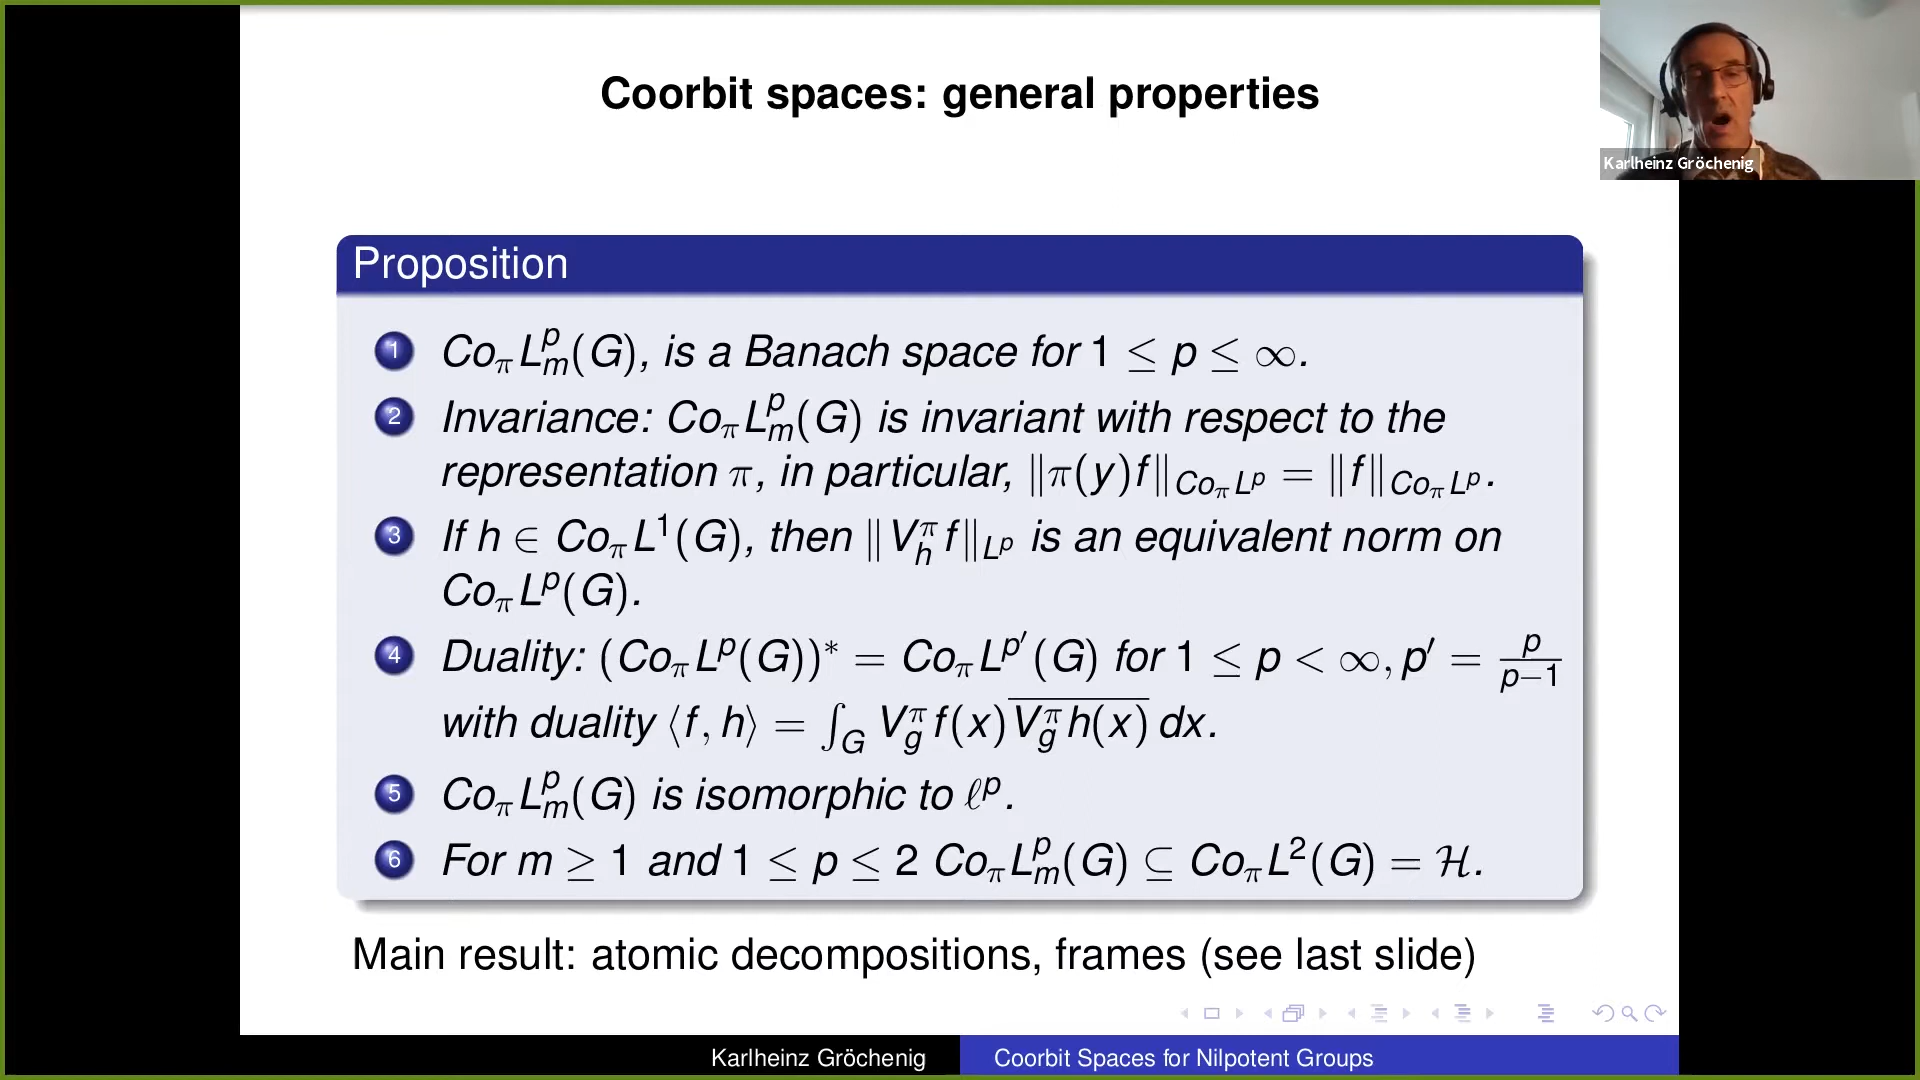 Coorbit spaces: general properties
Karlheinz Gröchenig
Proposition
1 Co_π L^p_m(G), is a Banach space for 1 ≤ p ≤ ∞.
2 Invariance: Co_π L^p_m(G) is invariant with respect to the
representation π, in particular, ‖π(y)f‖_{Co_π L^p} = ‖f‖_{Co_π L^p}.
3 If h ∈ Co_π L^1(G), then ‖V^π_h f‖_{L^p} is an equivalent norm on
Co_π L^p(G).
4 Duality: (Co_π L^p(G))* = Co_π L^{p′}(G) for 1 ≤ p < ∞, p′ = \frac{p}{p−1}
with duality ⟨f, h⟩ = ∫_G V^π_g f(x) \overline{V^π_g h(x)} dx.
5 Co_π L^p_m(G) is isomorphic to ℓ^p.
6 For m ≥ 1 and 1 ≤ p ≤ 2 Co_π L^p_m(G) ⊆ Co_π L^2(G) = ℋ.
Main result: atomic decompositions, frames (see last slide)
Karlheinz Gröchenig
Coorbit Spaces for Nilpotent Groups